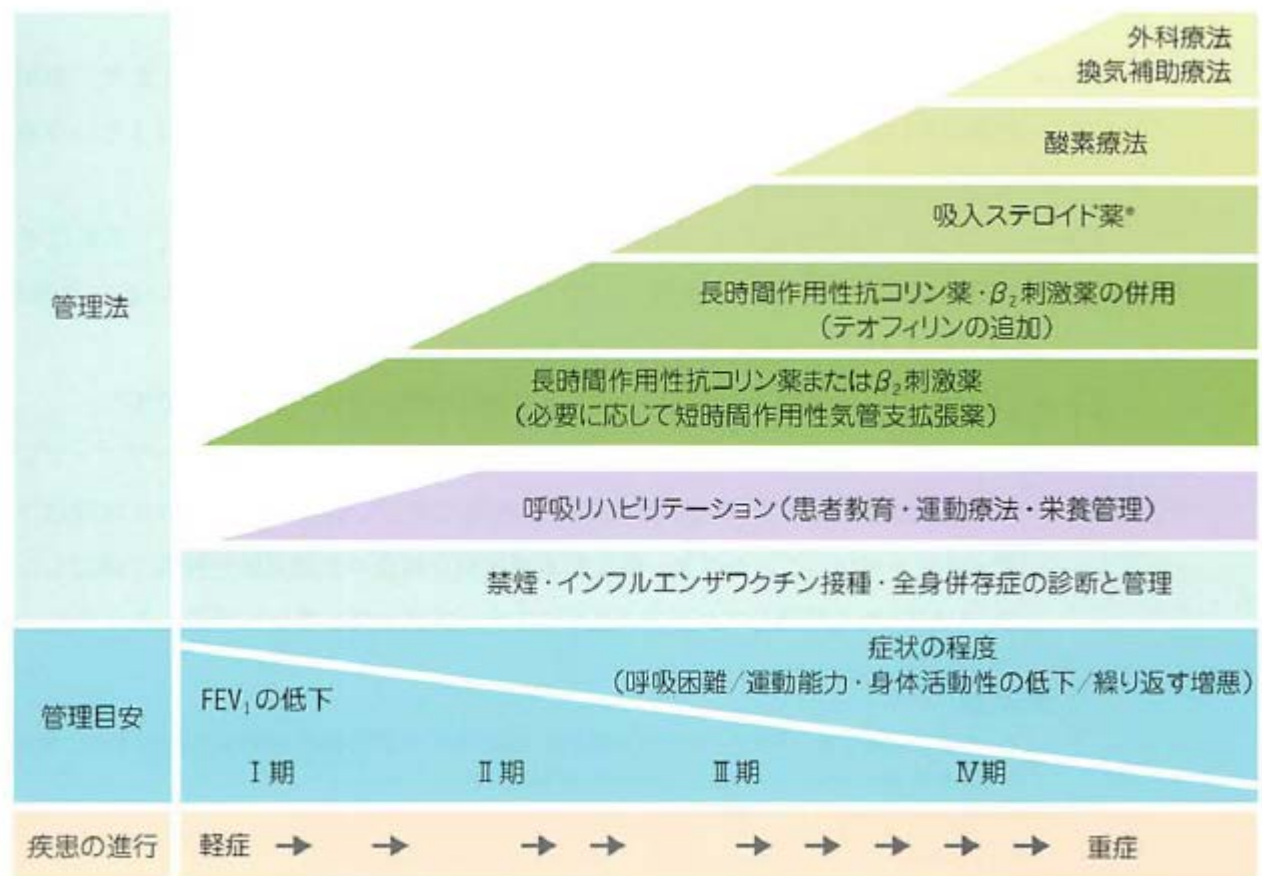 外科療法
換気補助療法
酸素療法
吸入ステロイド薬*
管理法
長時間作用性抗コリン薬・β₂刺激薬の併用
(テオフィリンの追加)
長時間作用性抗コリン薬またはβ₂刺激薬
(必要に応じて短時間作用性気管支拡張薬)
呼吸リハビリテーション(患者教育・運動療法・栄養管理)
禁煙・インフルエンザワクチン接種・全身併存症の診断と管理
管理目安
症状の程度
(呼吸困難/運動能力・身体活動性の低下/繰り返す増悪)
FEV₁の低下
Ⅰ期 Ⅱ期 Ⅲ期 Ⅳ期
疾患の進行 軽症 → → → → → → → → → 重症